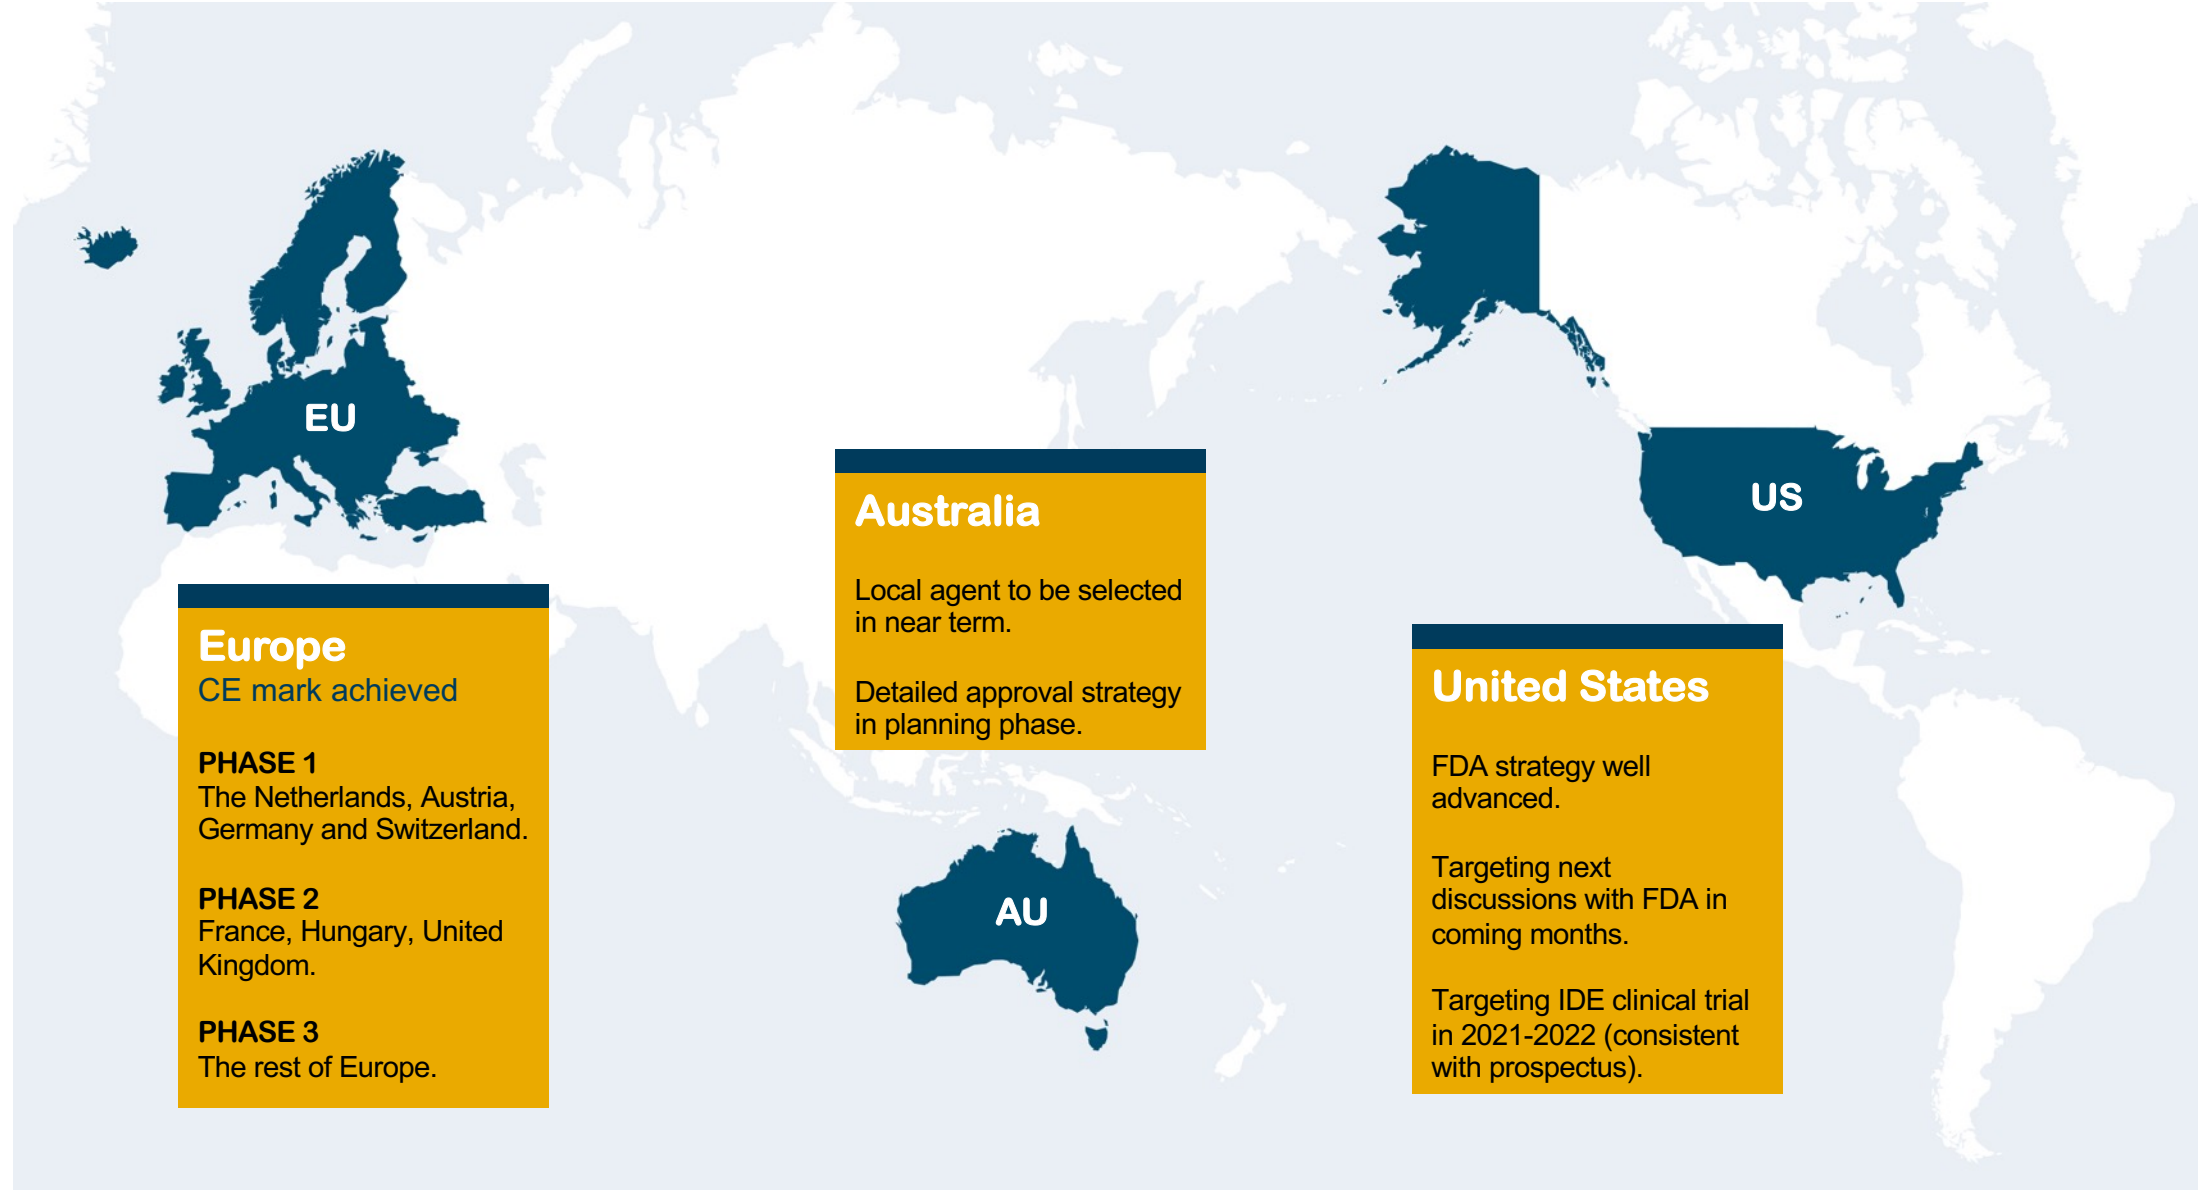 EU
Europe
CE mark achieved
PHASE 1
The Netherlands, Austria,
Germany and Switzerland.
PHASE 2
France, Hungary, United
Kingdom.
PHASE 3
The rest of Europe.
Australia
Local agent to be selected
in near term.
Detailed approval strategy
in planning phase.
AU
US
United States
FDA strategy well
advanced.
Targeting next
discussions with FDA in
coming months.
Targeting IDE clinical trial
in 2021-2022 (consistent
with prospectus).